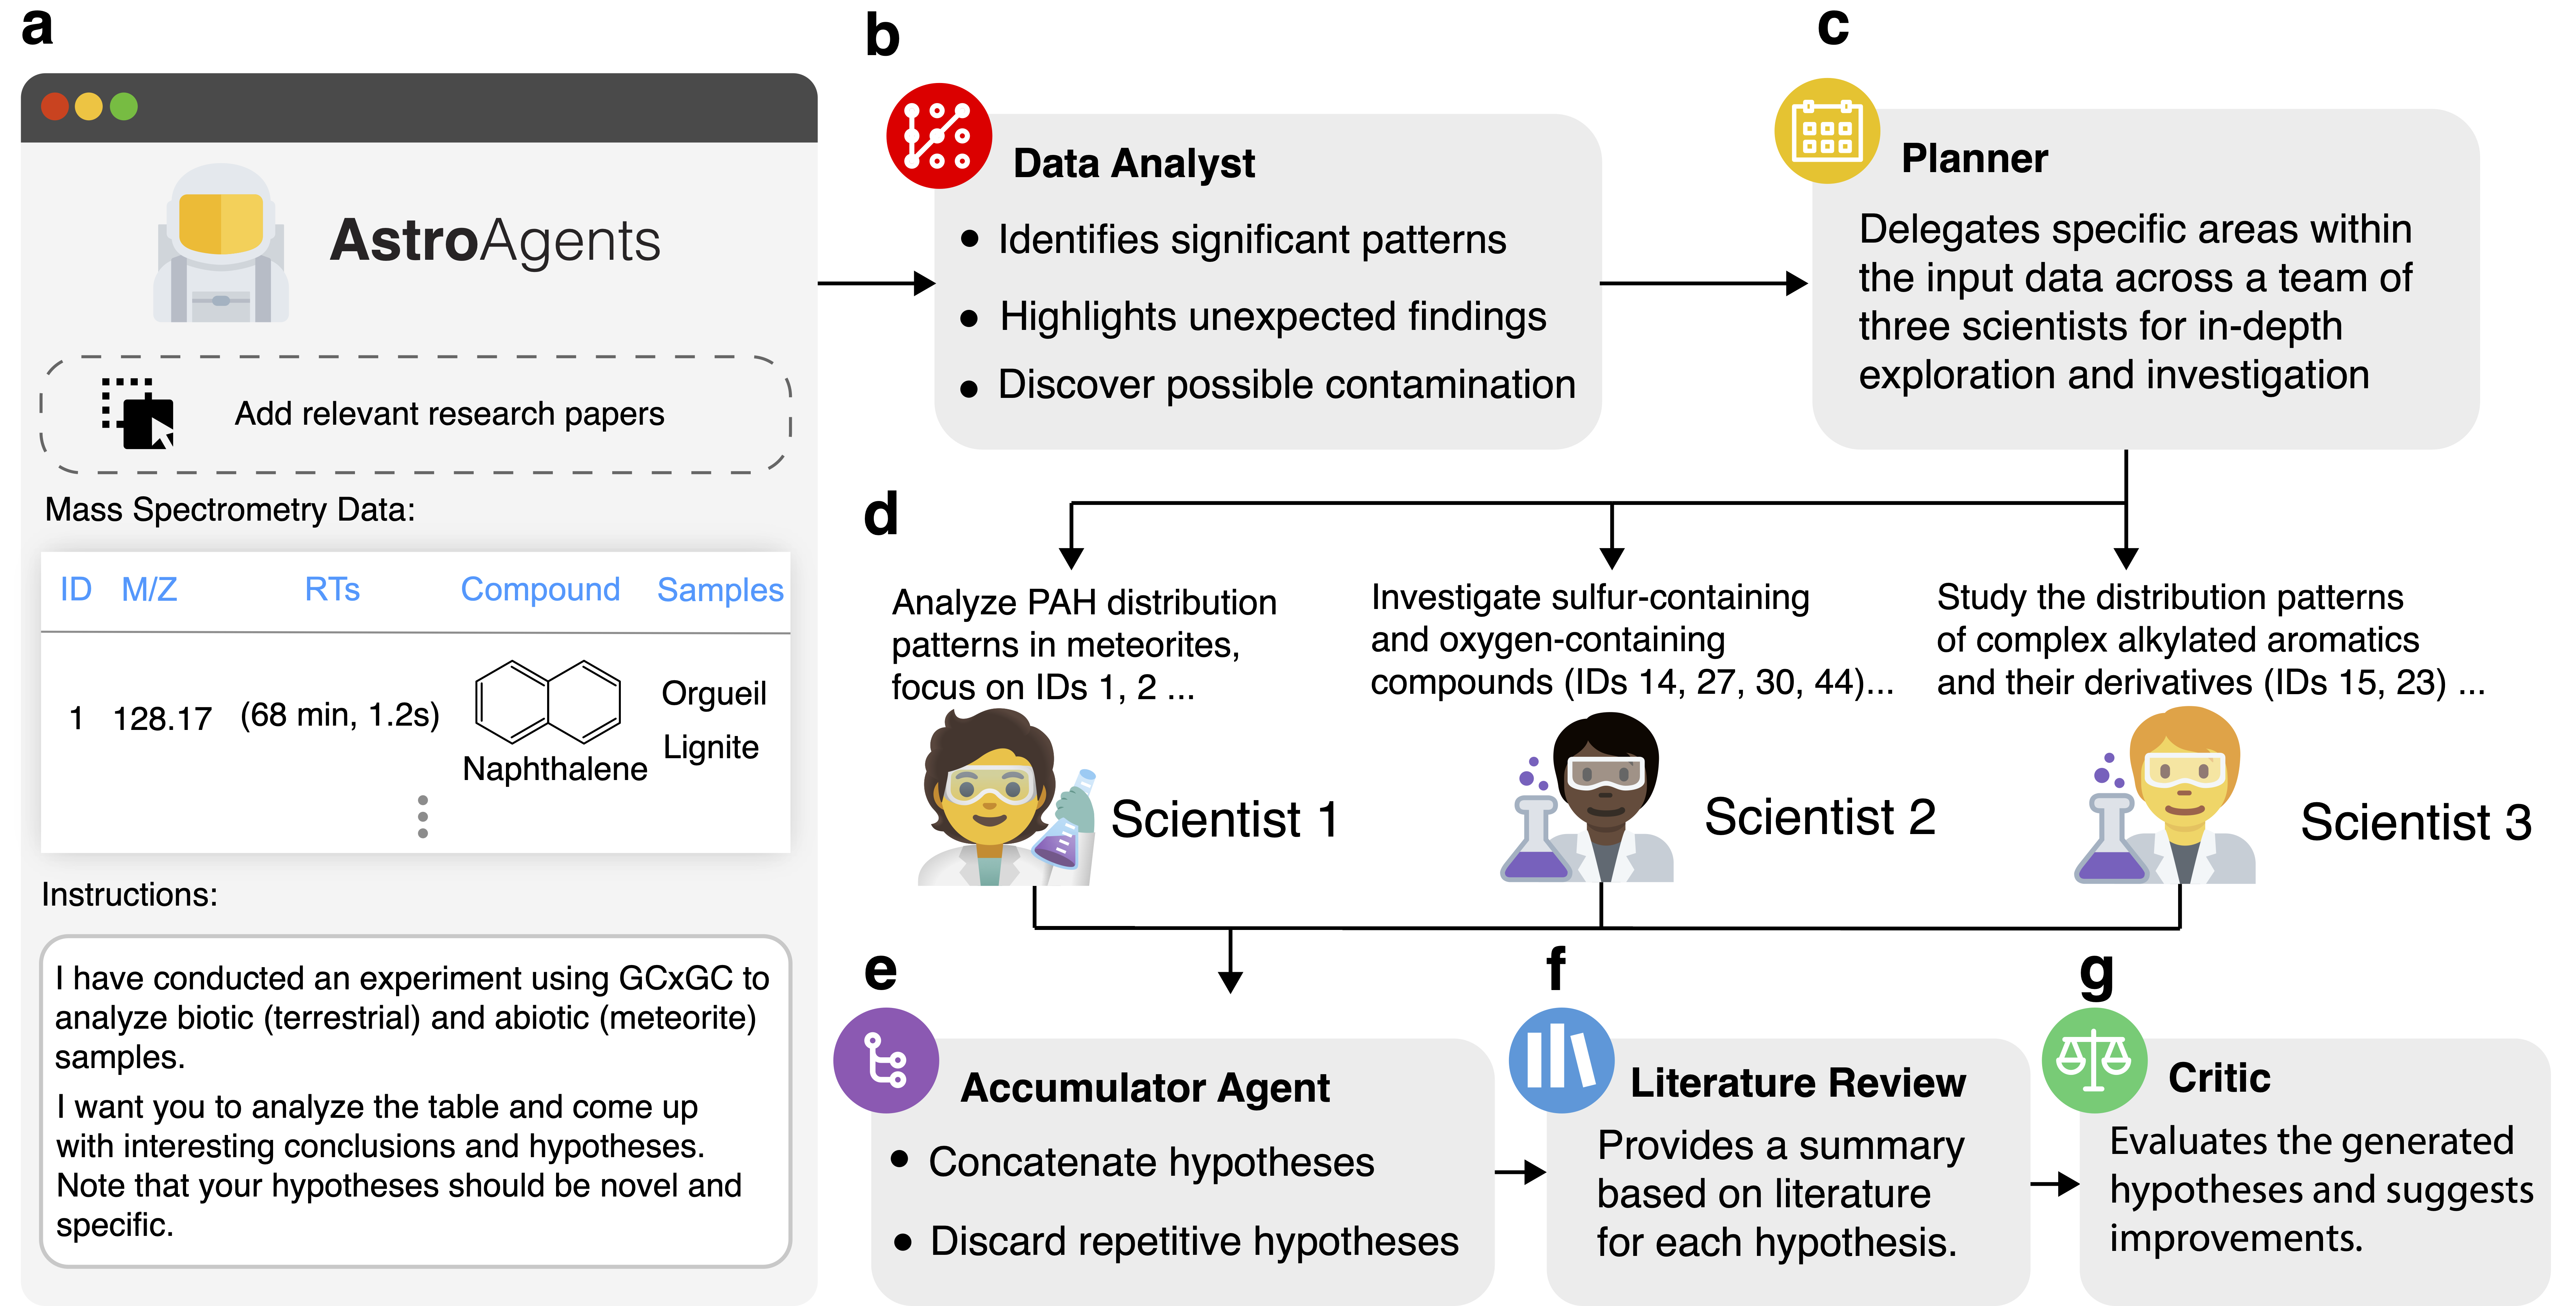 a
AstroAgents
Add relevant research papers
Mass Spectrometry Data:
ID M/Z RTs Compound Samples
1 128.17 (68 min, 1.2s)
Naphthalene
Orgueil
Lignite
Instructions:
I have conducted an experiment using GCxGC to
analyze biotic (terrestrial) and abiotic (meteorite)
samples.
I want you to analyze the table and come up
with interesting conclusions and hypotheses.
Note that your hypotheses should be novel and
specific.
b
Data Analyst
• Identifies significant patterns
• Highlights unexpected findings
• Discover possible contamination
c
Planner
Delegates specific areas within
the input data across a team of
three scientists for in-depth
exploration and investigation
d
Analyze PAH distribution
patterns in meteorites,
focus on IDs 1, 2 ...
Scientist 1
Investigate sulfur-containing
and oxygen-containing
compounds (IDs 14, 27, 30, 44)...
Scientist 2
Study the distribution patterns
of complex alkylated aromatics
and their derivatives (IDs 15, 23) ...
Scientist 3
e
Accumulator Agent
• Concatenate hypotheses
• Discard repetitive hypotheses
f
Literature Review
Provides a summary
based on literature
for each hypothesis.
g
Critic
Evaluates the generated
hypotheses and suggests
improvements.